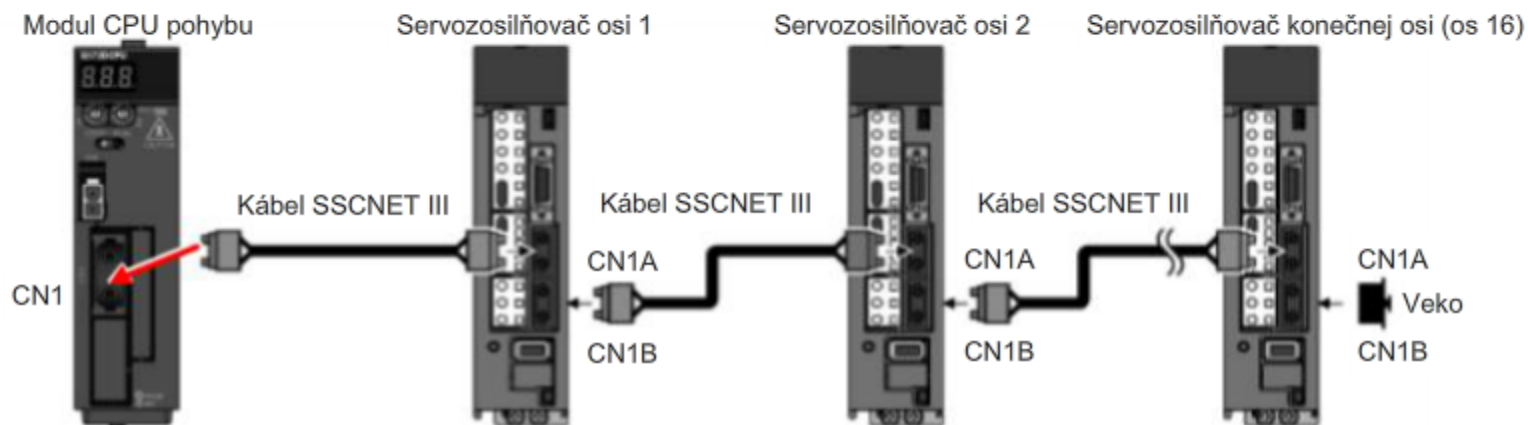 Modul CPU pohybu
Servozosilňovač osi 1
Servozosilňovač osi 2
Servozosilňovač konečnej osi (os 16)
Kábel SSCNET III
Kábel SSCNET III
Kábel SSCNET III
CN1
CN1A
CN1A
CN1A
Veko
CN1B
CN1B
CN1B